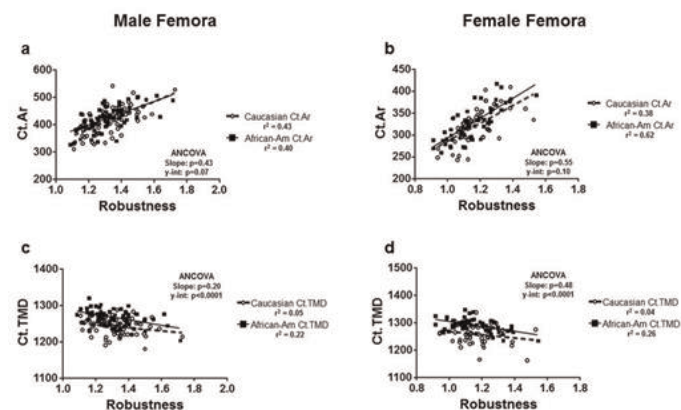 Male Femora
Female Femora
a
600
500
400
300
200
Ct.Ar
1.0 1.2 1.4 1.6 1.8 2.0
Robustness
Caucasian Ct.Ar
r² = 0.43
African-Am Ct.Ar
r² = 0.40
ANCOVA
Slope: p=0.43
y-int: p=0.07
b
450
400
350
300
250
200
Ct.Ar
0.8 1.0 1.2 1.4 1.6 1.8
Robustness
Caucasian Ct.Ar
r² = 0.38
African-Am Ct.Ar
r² = 0.62
ANCOVA
Slope: p=0.55
y-int: p=0.10
c
1400
1300
1200
1100
Ct.TMD
1.0 1.2 1.4 1.6 1.8 2.0
Robustness
ANCOVA
Slope: p=0.20
y-int: p<0.0001
Caucasian Ct.TMD
r² = 0.05
African-Am Ct.TMD
r² = 0.22
d
1500
1400
1300
1200
1100
Ct.TMD
0.8 1.0 1.2 1.4 1.6 1.8
Robustness
ANCOVA
Slope: p=0.48
y-int: p<0.0001
Caucasian Ct.TMD
r² = 0.04
African-Am Ct.TMD
r² = 0.26